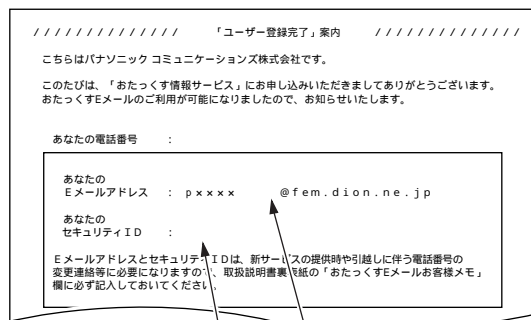 ////////////// 「ユーザー登録完了」案内 //////////////
こちらはパナソニック コミュニケーションズ株式会社です。
このたびは、「おたっくす情報サービス」にお申し込みいただきましてありがとうございます。
おたっくすEメールのご利用が可能になりましたので、お知らせいたします。
あなたの電話番号 :
あなたの
Eメールアドレス : p×××× @fem.dion.ne.jp
あなたの
セキュリティID :
EメールアドレスとセキュリティIDは、新サービスの提供時や引越しに伴う電話番号の
変更連絡等に必要になりますので、取扱説明書裏表紙の「おたっくすEメールお客様メモ」
欄に必ず記入しておいてください。